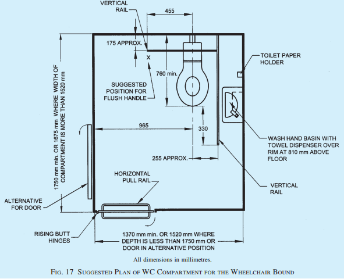 VERTICAL
RAIL
455
175 APPROX.
X
760 min.
SUGGESTED
POSITION FOR
FLUSH HANDLE
TOILET PAPER
HOLDER
1750 mm OR 1675 mm WHERE WIDTH OF
COMPARTMENT IS MORE THAN 1520 mm
965
330
WASH HAND BASIN WITH
TOWEL DISPENSER OVER
RIM AT 810 mm ABOVE
FLOOR
255 APPROX.
HORIZONTAL
PULL RAIL
VERTICAL
RAIL
ALTERNATIVE
FOR DOOR
RISING BUTT
HINGES
1370 mm min. OR 1520 mm WHERE
DEPTH IS LESS THAN 1750 mm OR
DOOR IN ALTERNATIVE POSITION
All dimensions in millimetres.
FIG. 17 SUGGESTED PLAN OF WC COMPARTMENT FOR THE WHEELCHAIR BOUND